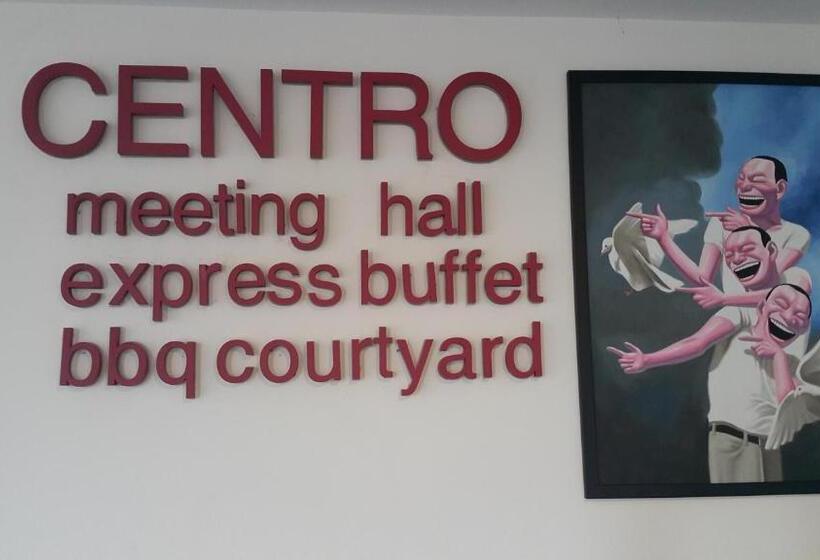 CENTRO
meeting hall
express buffet
bbq courtyard